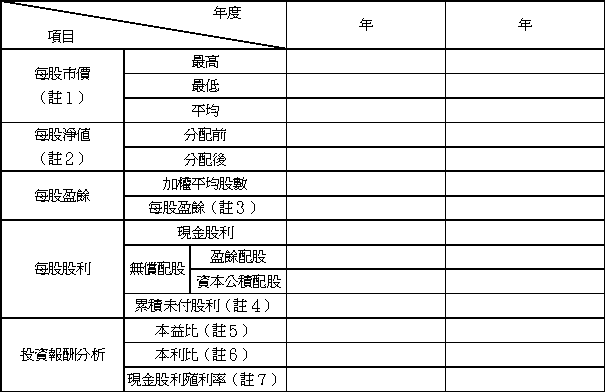 年度
項目
年
年
每股市價
（註１）
最高
最低
平均
每股淨值
（註２）
分配前
分配後
每股盈餘
加權平均股數
每股盈餘（註３）
每股股利
現金股利
無償配股
盈餘配股
資本公積配股
累積未付股利（註４）
投資報酬分析
本益比（註５）
本利比（註６）
現金股利殖利率（註７）